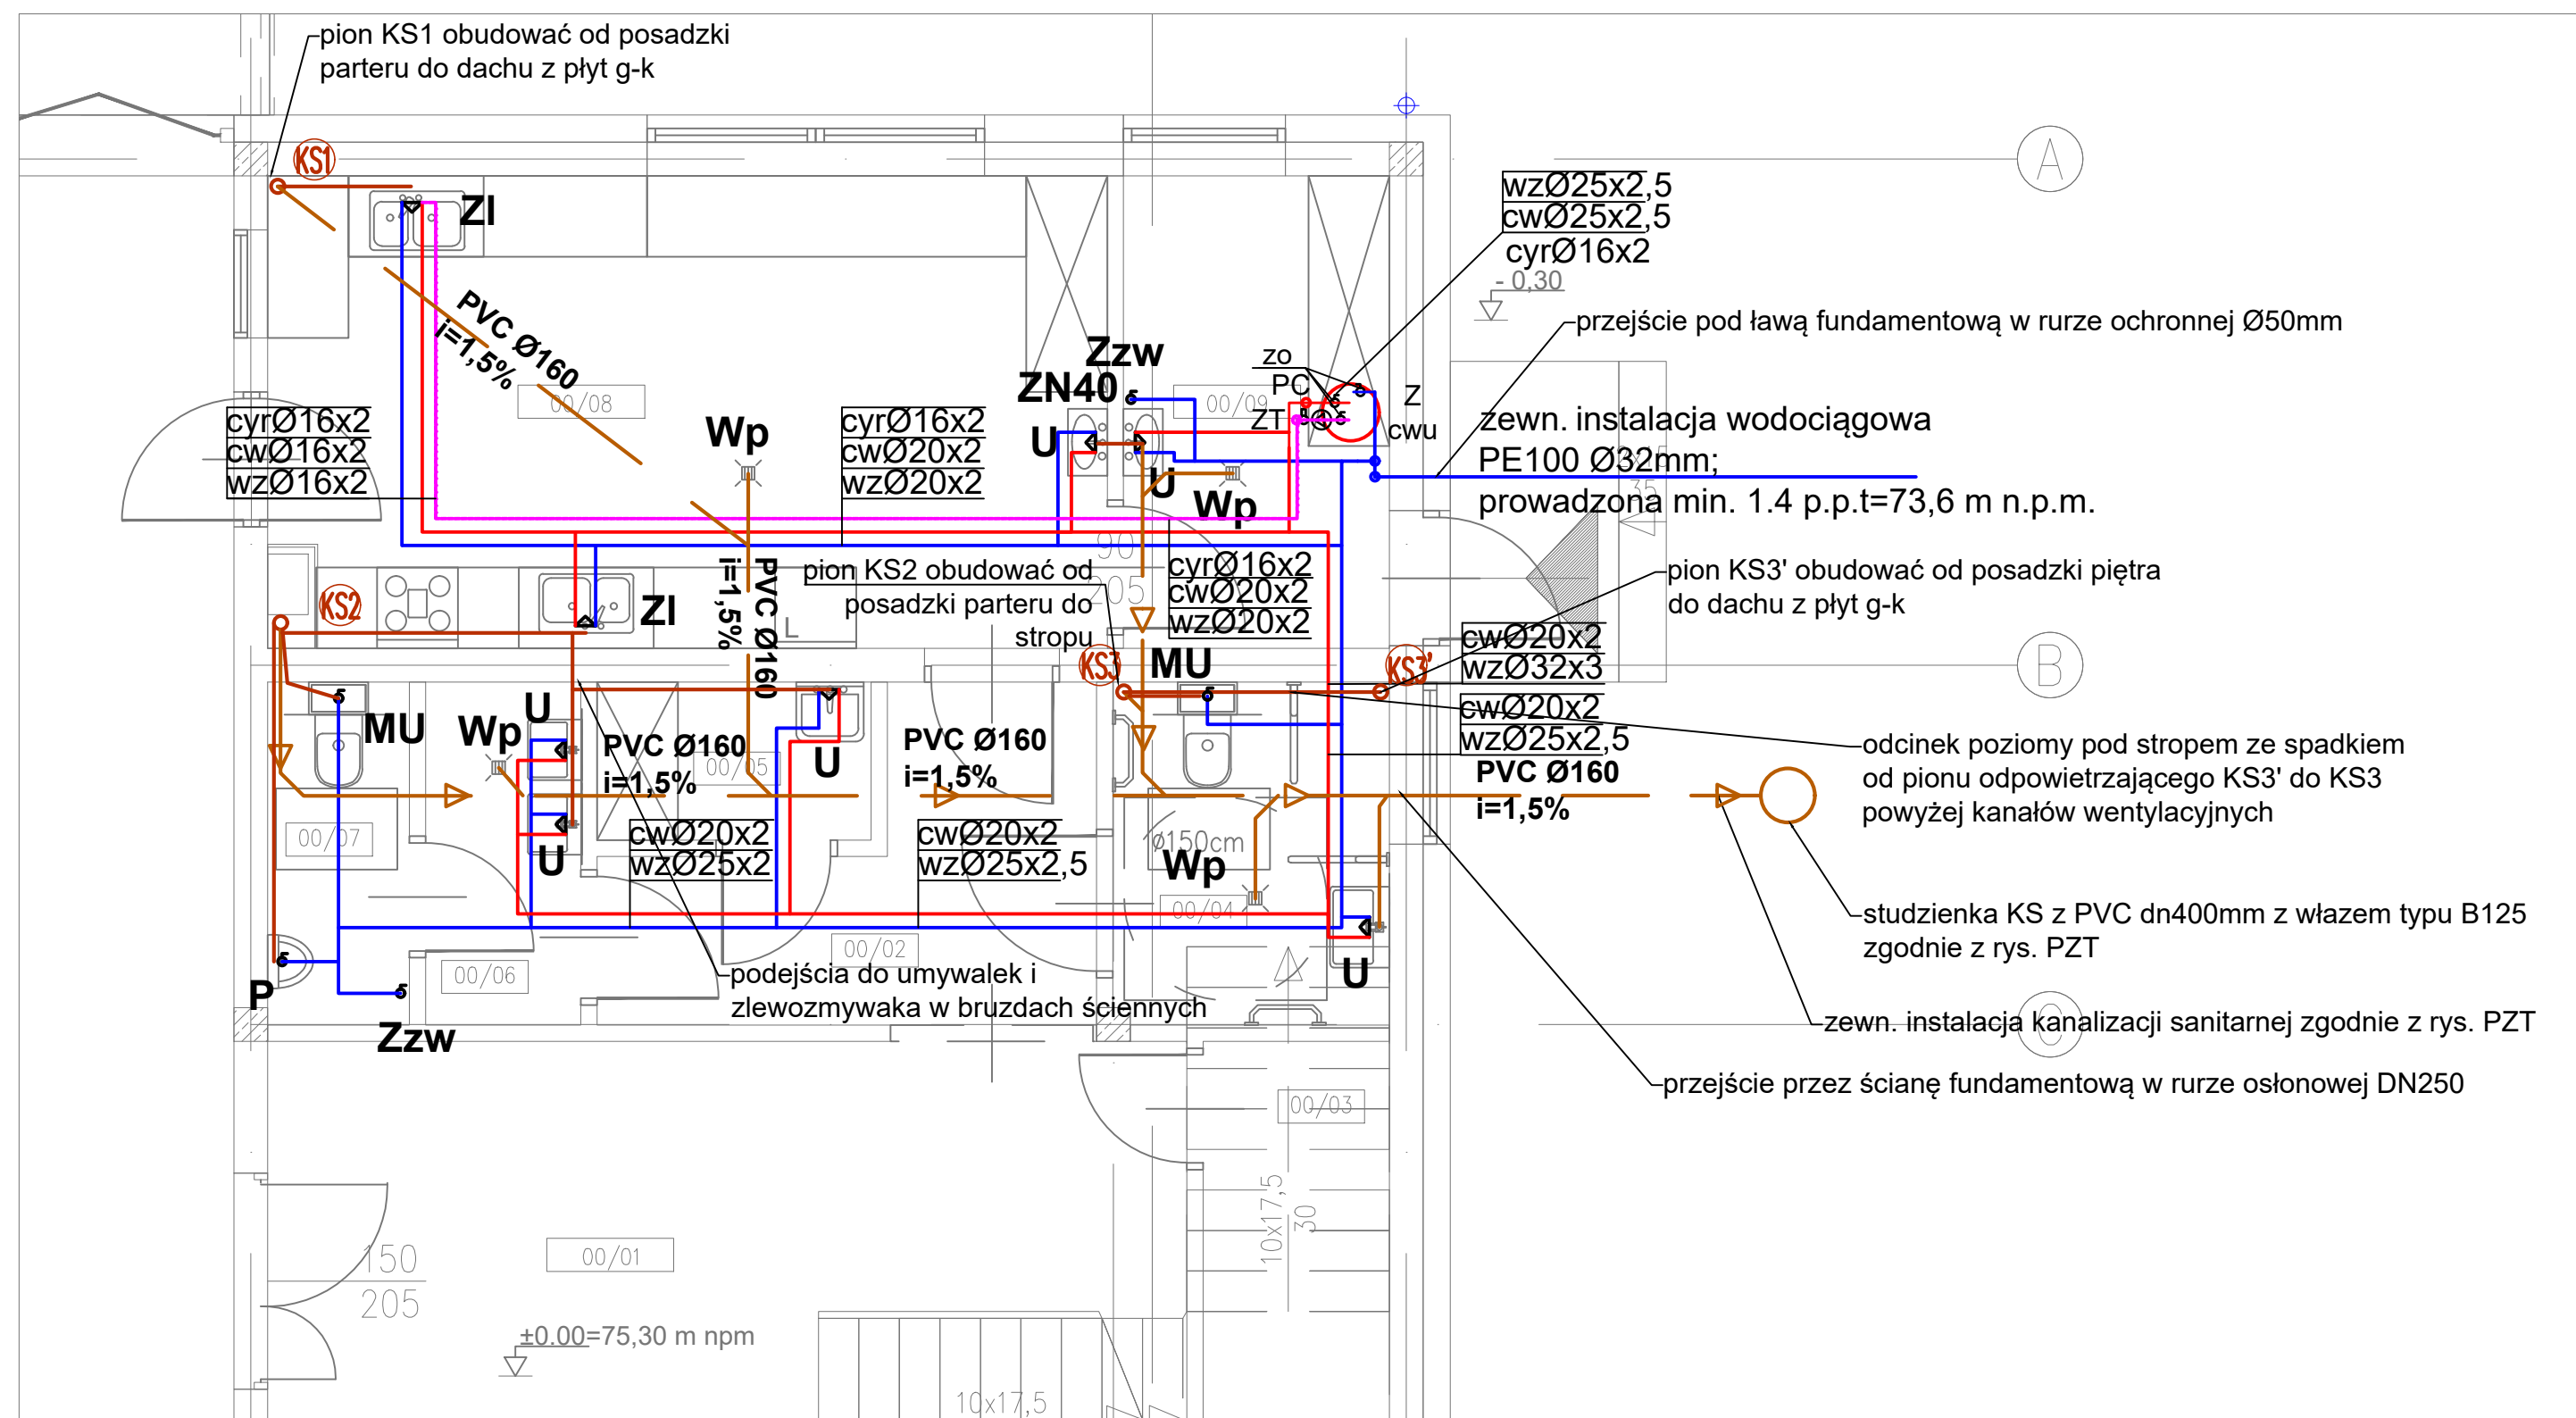 pion KS1 obudować od posadzki
parteru do dachu z płyt g-k
KS1
Zl
A
wzØ25x2,5
cwØ25x2,5
cyrØ16x2
- 0,30
przejście pod ławą fundamentową w rurze ochronnej Ø50mm
PVC Ø160
i=1,5%
00/08
Zzw
ZN40
U
U
00/09
zo
PC
ZT
Z
cwu
cyrØ16x2
cwØ16x2
wzØ16x2
Wp
cyrØ16x2
cwØ20x2
wzØ20x2
Wp
zewn. instalacja wodociągowa
PE100 Ø32mm;
prowadzona min. 1.4 p.p.t=73,6 m n.p.m.
35
90
205
pion KS2 obudować od
posadzki parteru do
stropu
cyrØ16x2
cwØ20x2
wzØ20x2
pion KS3' obudować od posadzki piętra
do dachu z płyt g-k
KS2
Zl
L
PVC Ø160
i=1,5%
KS3
MU
KS3'
cwØ20x2
wzØ32x3
B
cwØ20x2
wzØ25x2,5
MU
Wp
U
U
PVC Ø160
i=1,5%
00/05
U
PVC Ø160
i=1,5%
PVC Ø160
i=1,5%
odcinek poziomy pod stropem ze spadkiem
od pionu odpowietrzającego KS3' do KS3
powyżej kanałów wentylacyjnych
00/07
cwØ20x2
wzØ25x2
cwØ20x2
wzØ25x2,5
ø150cm
Wp
00/04
studzienka KS z PVC dn400mm z włazem typu B125
zgodnie z rys. PZT
00/02
00/06
P
Zzw
U
podejścia do umywalek i
zlewozmywaka w bruzdach ściennych
C
zewn. instalacja kanalizacji sanitarnej zgodnie z rys. PZT
przejście przez ścianę fundamentową w rurze osłonowej DN250
00/03
10x17,5
30
150
205
00/01
±0.00=75,30 m npm
10x17,5